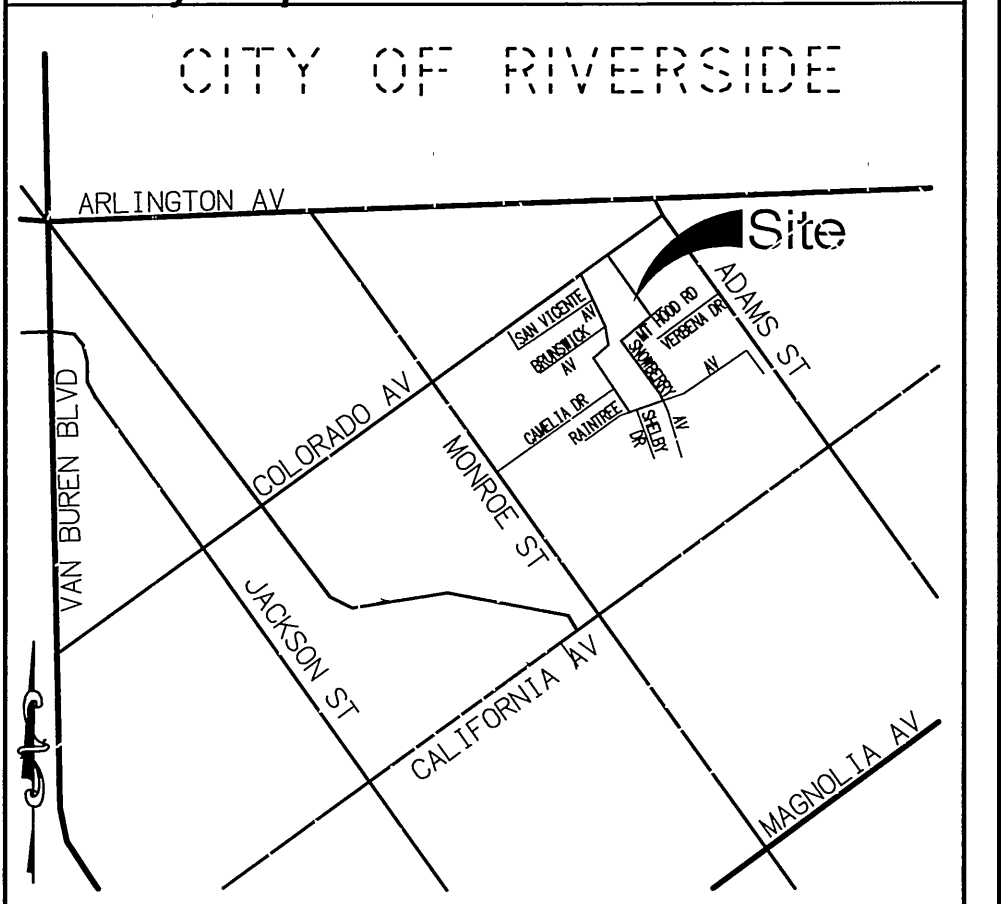 CITY OF RIVERSIDE
ARLINGTON AV
Site
SAN VICENTE
AV
BRUNSWICK
AV
MT HOOD RD
VERBENA DR
SNOWBERRY
ADAMS ST
AV
CAMELIA DR
RAINTREE
SHELBY
DR
AV
COLORADO AV
VAN BUREN BLVD
MONROE ST
JACKSON ST
CALIFORNIA AV
MAGNOLIA AV